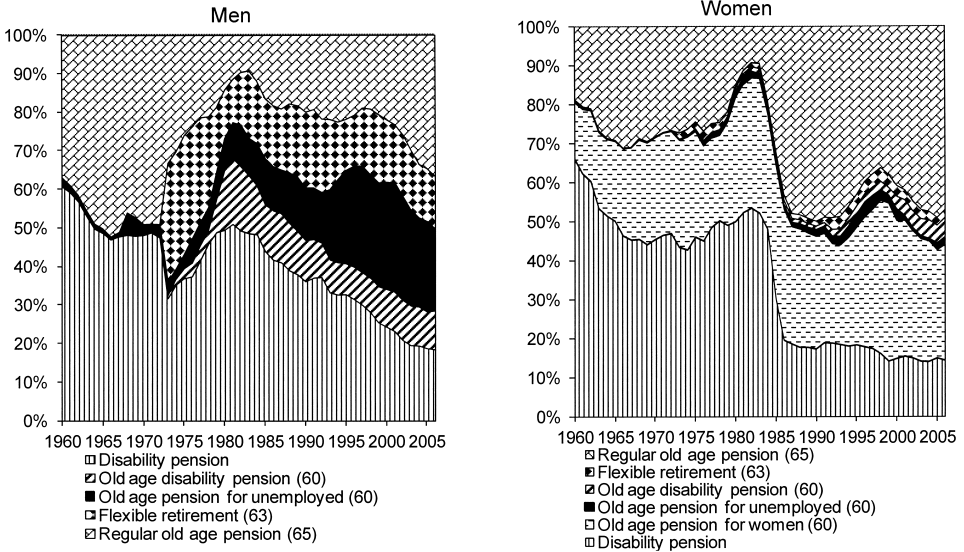 Men
100%
90%
80%
70%
60%
50%
40%
30%
20%
10%
0%
1960 1965 1970 1975 1980 1985 1990 1995 2000 2005
Disability pension
Old age disability pension (60)
Old age pension for unemployed (60)
Flexible retirement (63)
Regular old age pension (65)
Women
100%
90%
80%
70%
60%
50%
40%
30%
20%
10%
0%
1960 1965 1970 1975 1980 1985 1990 1995 2000 2005
Regular old age pension (65)
Flexible retirement (63)
Old age disability pension (60)
Old age pension for unemployed (60)
Old age pension for women (60)
Disability pension